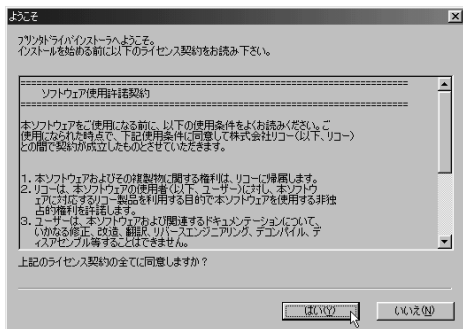 ようこそ
プリンタドライバインストーラへようこそ。
インストールを始める前に以下のライセンス契約をお読み下さい。
==============================================================
ソフトウェア使用許諾契約
==============================================================
本ソフトウェアをご使用になる前に、以下の使用条件をよくお読みください。ご
使用になられた時点で、下記使用条件に同意して株式会社リコー(以下、リコー)
との間で契約が成立したものとさせていただきます。
1. 本ソフトウェアおよびその複製物に関する権利は、リコーに帰属します。
2. リコーは、本ソフトウェアの使用者(以下、ユーザー)に対し、本ソフトウ
ェアに対応するリコー製品を利用する目的で本ソフトウェアを使用する非独
占的権利を許諾します。
3. ユーザーは、本ソフトウェアおよび関連するドキュメンテーションについて、
いかなる修正、改造、翻訳、リバースエンジニアリング、デコンパイル、デ
ィスアセンブル等することはできません。
上記のライセンス契約の全てに同意しますか?
はい(Y)
いいえ(N)